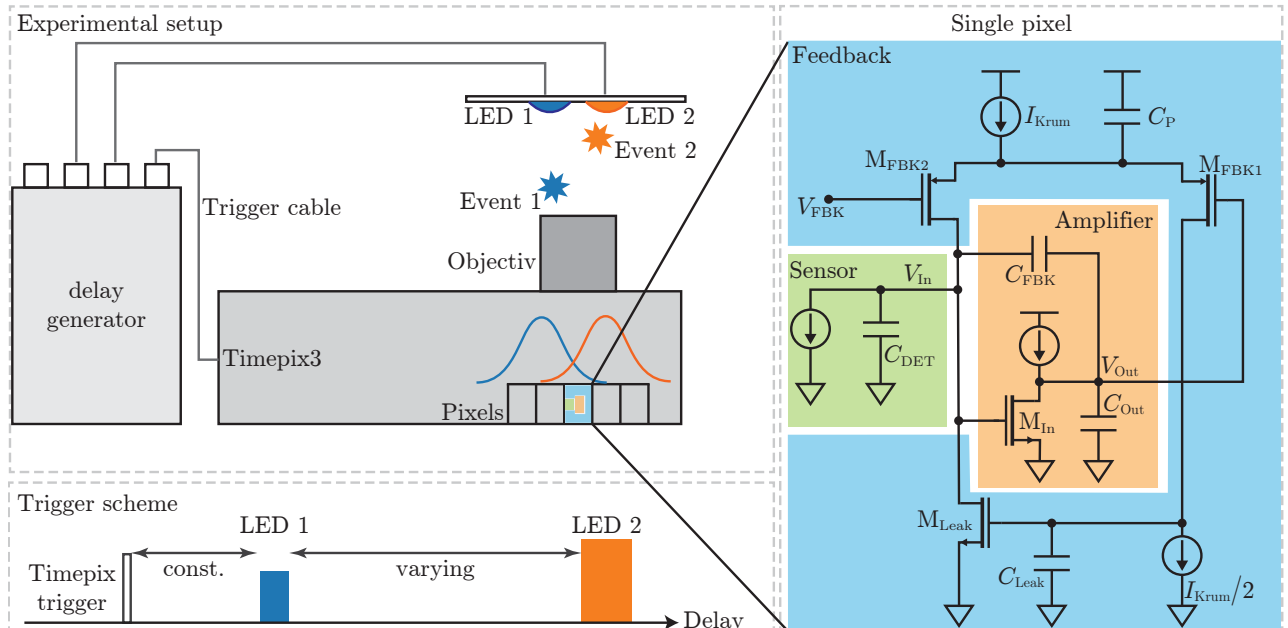 Experimental setup
LED 1
LED 2
Event 2
Event 1
Trigger cable
Objectiv
delay
generator
Timepix3
Pixels
Trigger scheme
LED 1
LED 2
Timepix
trigger
const.
varying
Delay
Single pixel
Feedback
I_Krum
C_P
M_FBK2
M_FBK1
V_FBK
Amplifier
Sensor
V_In
C_FBK
C_DET
V_Out
C_Out
M_In
M_Leak
C_Leak
I_Krum/2